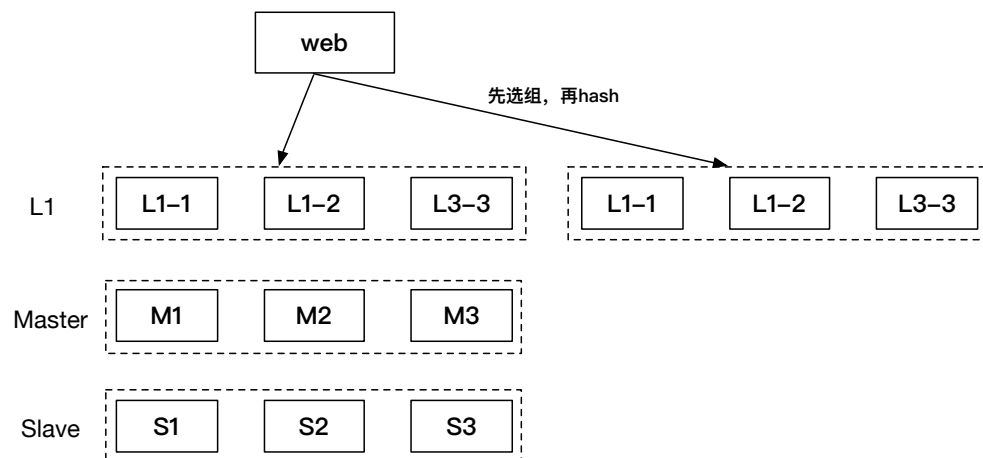 web
先选组，再hash
L1
L1-1
L1-2
L3-3
L1-1
L1-2
L3-3
Master
M1
M2
M3
Slave
S1
S2
S3